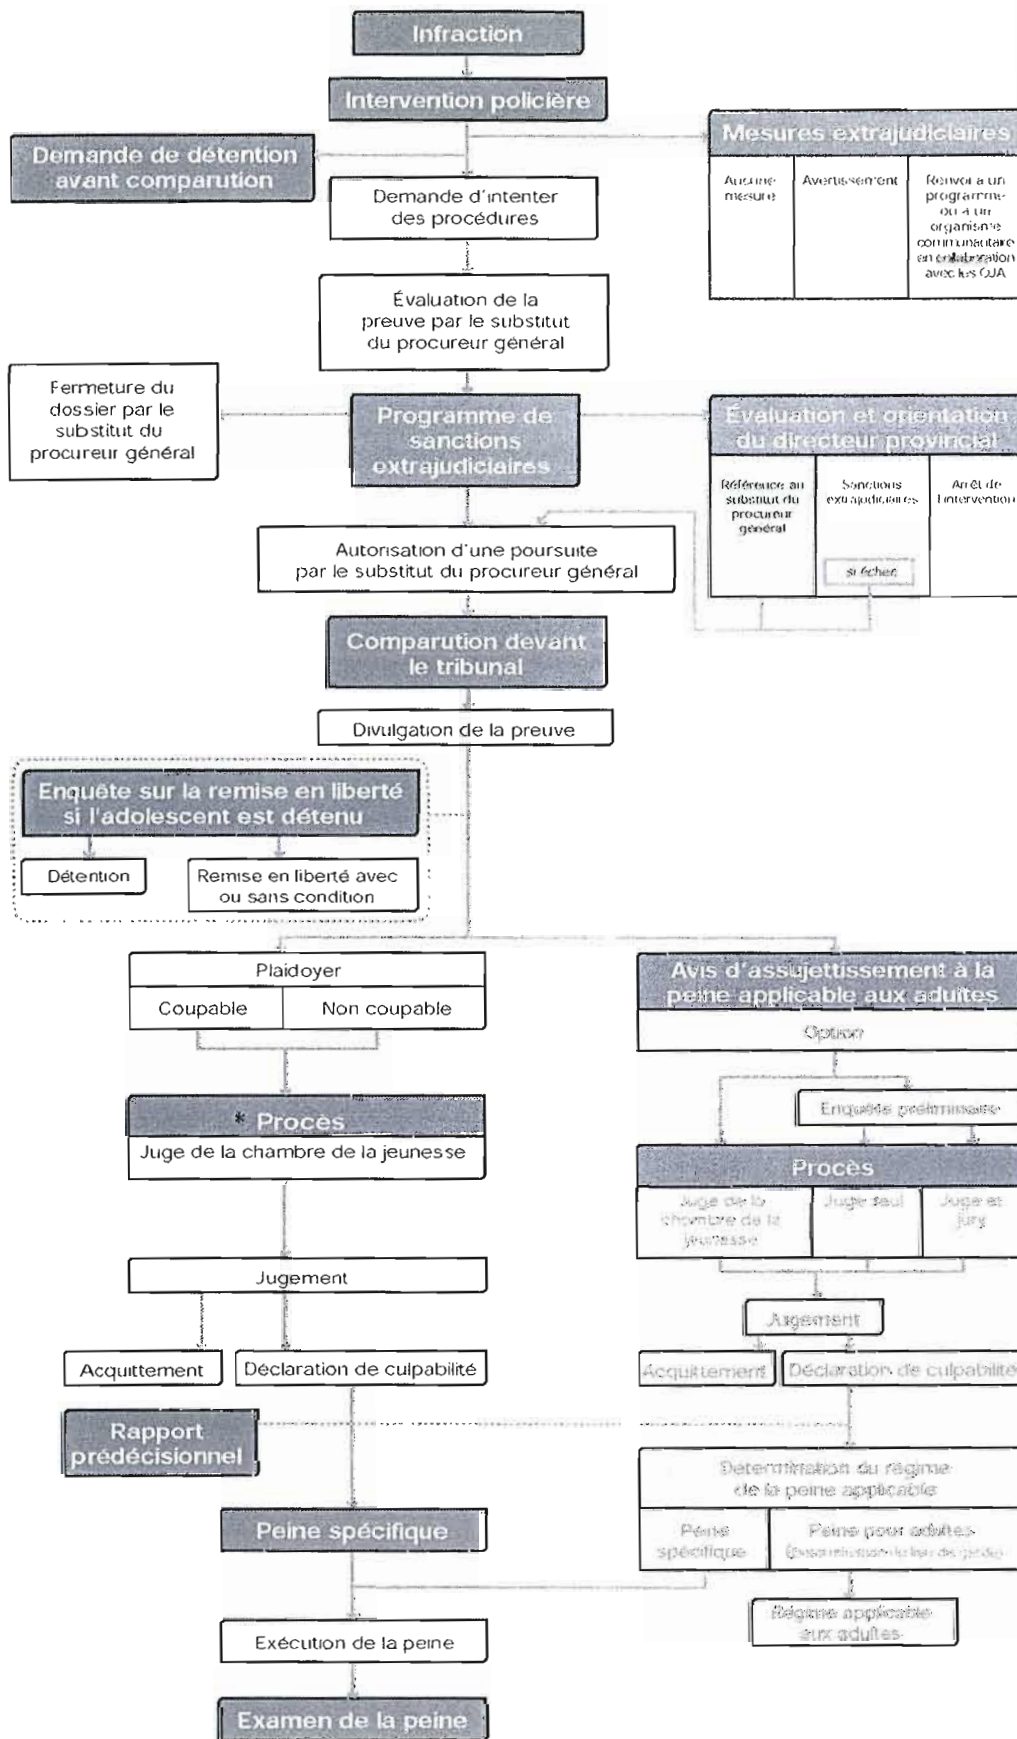 Infraction
Intervention policière
Demande de détention
avant comparution
Mesures extrajudiciaires
Aucune
mesure
Avertissement
Renvoi à un
programme
ou à un
organisme
communautaire
en collaboration
avec les OJA
Demande d'intenter
des procédures
Évaluation de la
preuve par le substitut
du procureur général
Fermeture du
dossier par le
substitut du
procureur général
Programme de
sanctions
extrajudiciaires
Évaluation et orientation
du directeur provincial
Référence au
substitut du
procureur
général
Sanctions
extrajudiciaires
si échec
Arrêt de
l'intervention
Autorisation d'une poursuite
par le substitut du procureur général
Comparution devant
le tribunal
Divulgation de la preuve
Enquête sur la remise en liberté
si l'adolescent est détenu
Détention
Remise en liberté avec
ou sans condition
Plaidoyer
Coupable
Non coupable
Avis d'assujettissement à la
peine applicable aux adultes
Option
Enquête préliminaire
* Procès
Juge de la chambre de la jeunesse
Procès
Juge de la
chambre de la
jeunesse
Juge seul
Juge et
jury
Jugement
Jugement
Acquittement
Déclaration de culpabilité
Acquittement
Déclaration de culpabilité
Rapport
prédécisionnel
Détermination du régime
de la peine applicable
Peine
spécifique
Peine pour adultes
Peine spécifique
Régime applicable
aux adultes
Exécution de la peine
Examen de la peine